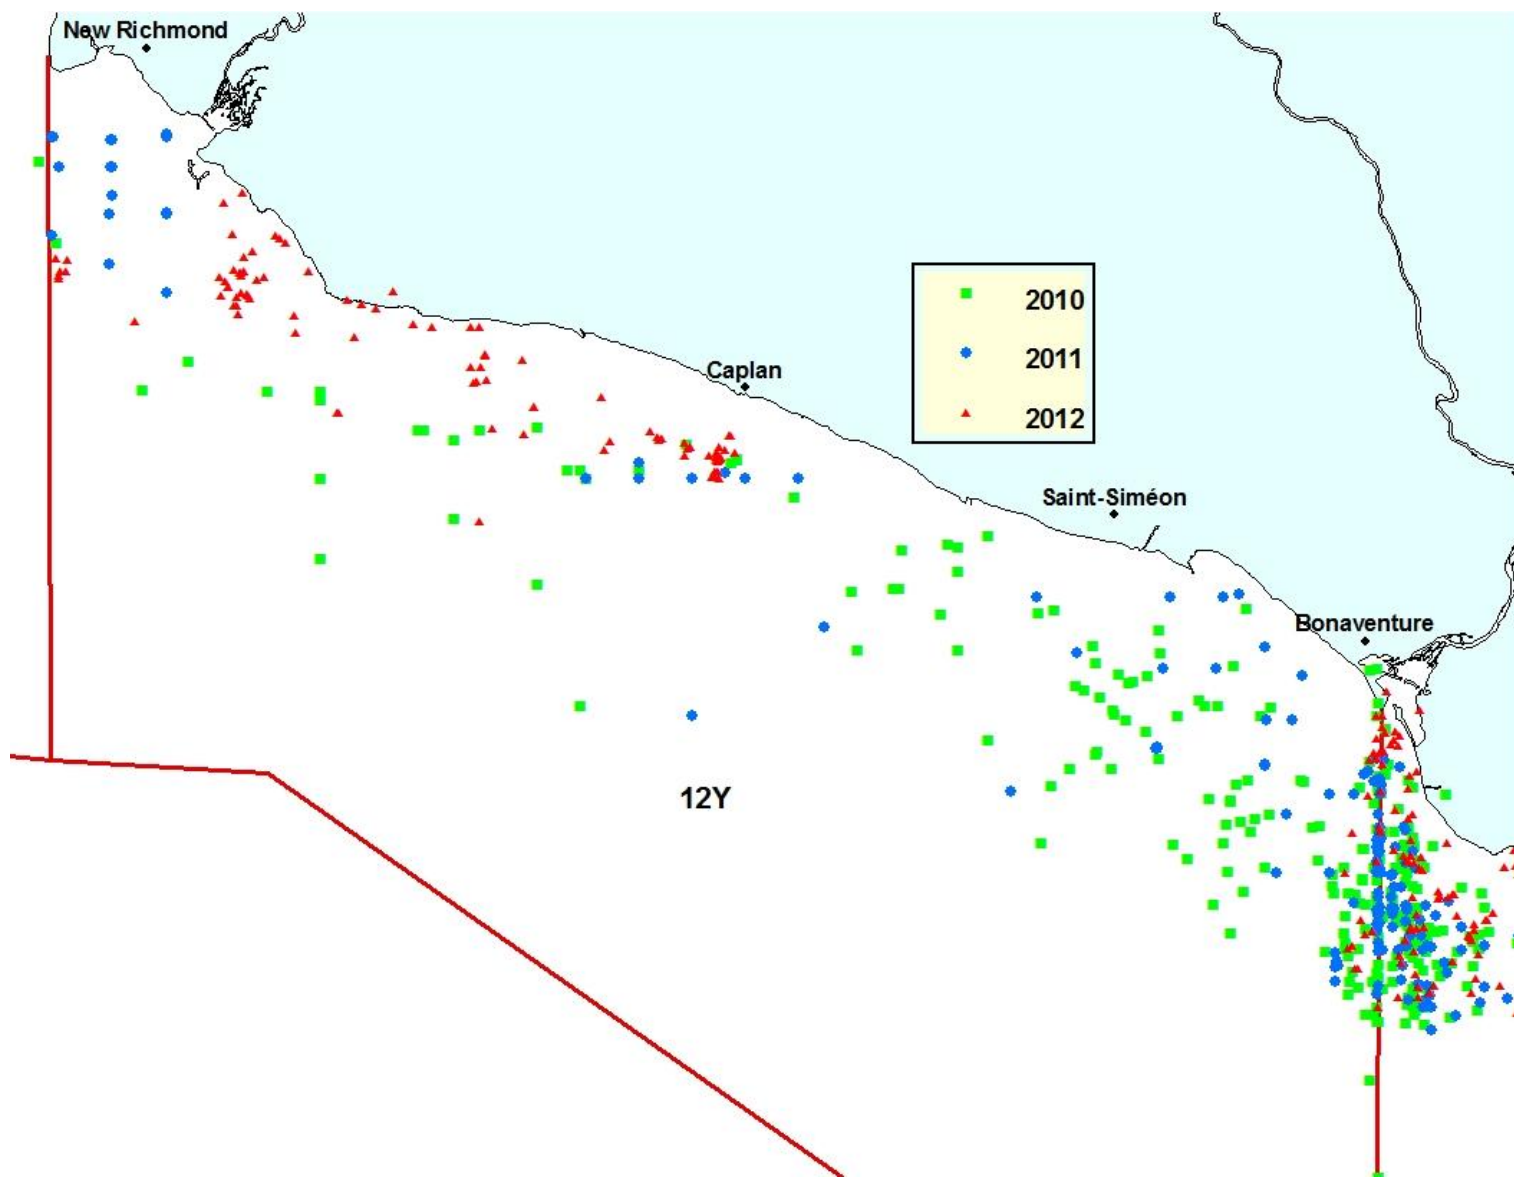 New Richmond
2010
2011
Caplan
2012
Saint-Siméon
Bonaventure
12Y